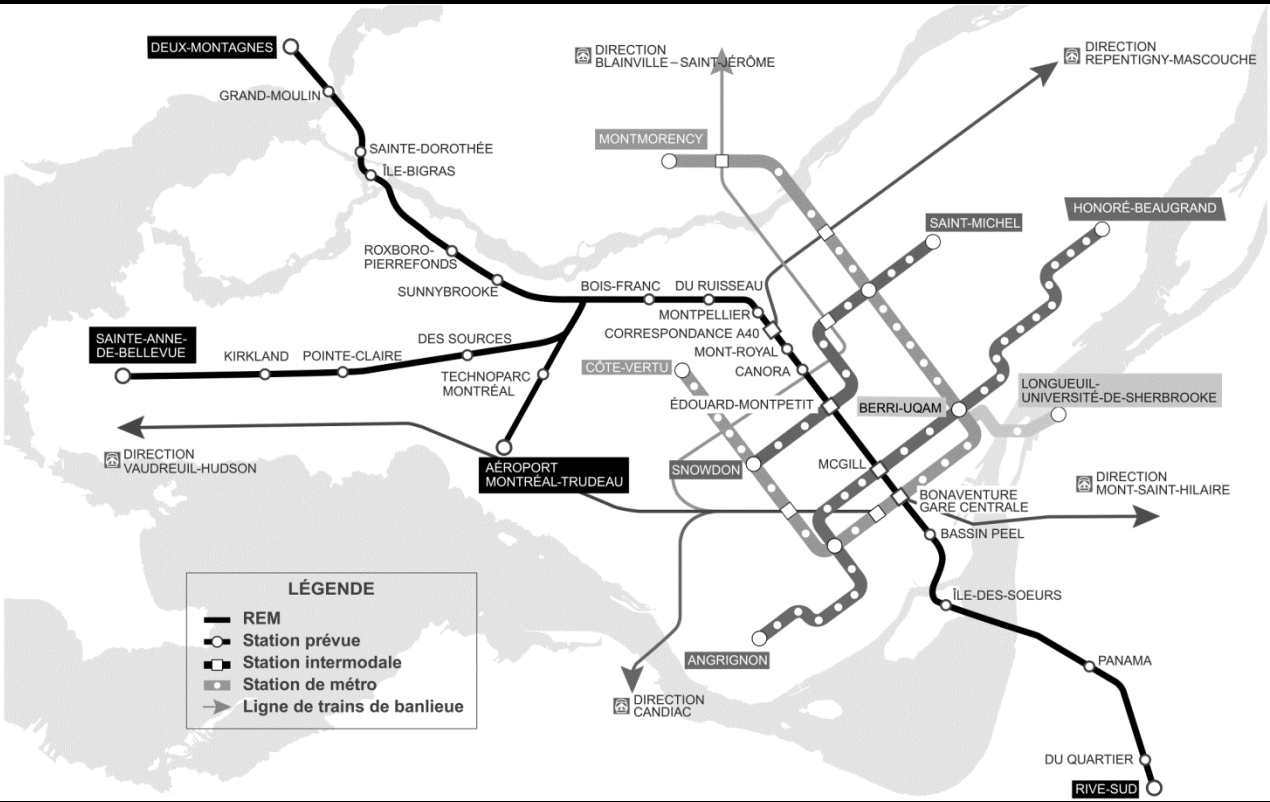 DEUX-MONTAGNES
GRAND-MOULIN
SAINTE-DOROTHÉE
ÎLE-BIGRAS
ROXBORO-
PIERREFONDS
SUNNYBROOKE
DIRECTION
BLAINVILLE – SAINT-JÉRÔME
DIRECTION
REPENTIGNY-MASCOUCHE
MONTMORENCY
SAINT-MICHEL
HONORÉ-BEAUGRAND
BOIS-FRANC
DU RUISSEAU
MONTPELLIER
CORRESPONDANCE A40
MONT-ROYAL
CANORA
ÉDOUARD-MONTPETIT
SAINTE-ANNE-
DE-BELLEVUE
KIRKLAND
POINTE-CLAIRE
DES SOURCES
TECHNOPARC
MONTRÉAL
CÔTE-VERTU
BERRI-UQAM
LONGUEUIL-
UNIVERSITÉ-DE-SHERBROOKE
DIRECTION
VAUDREUIL-HUDSON
AÉROPORT
MONTRÉAL-TRUDEAU
SNOWDON
MCGILL
BONAVENTURE
GARE CENTRALE
DIRECTION
MONT-SAINT-HILAIRE
BASSIN PEEL
ÎLE-DES-SOEURS
PANAMA
DU QUARTIER
RIVE-SUD
ANGRIGNON
DIRECTION
CANDIAC
LÉGENDE
REM
Station prévue
Station intermodale
Station de métro
Ligne de trains de banlieue